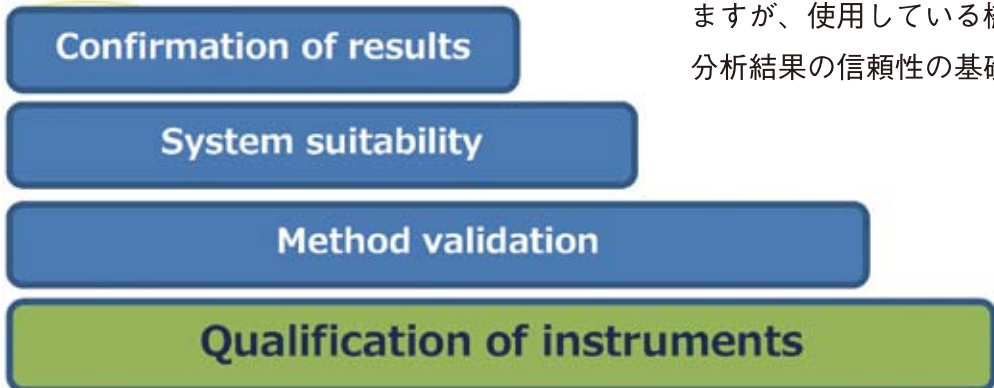 Confirmation of results
System suitability
Method validation
Qualification of instruments
ますが、使用している
分析結果の信頼性の基